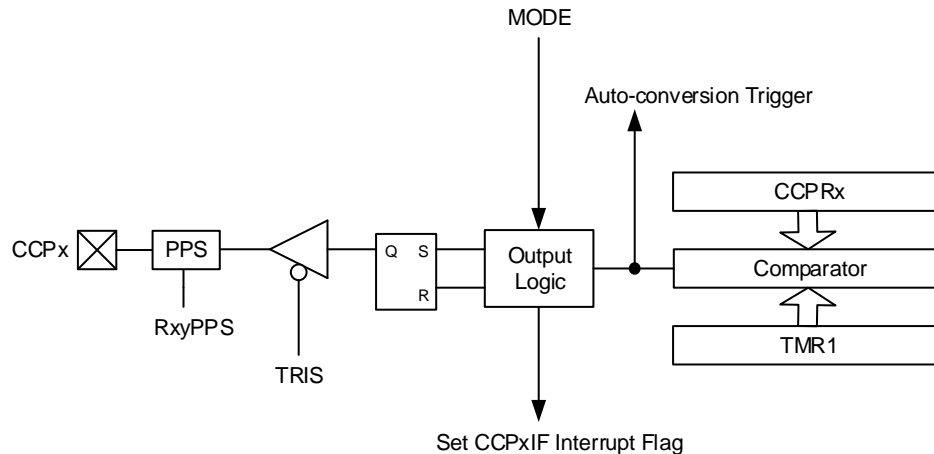 MODE
Auto-conversion Trigger
CCPRx
CCPx
PPS
Q
S
R
Output
Logic
Comparator
RxyPPS
TRIS
TMR1
Set CCPxIF Interrupt Flag